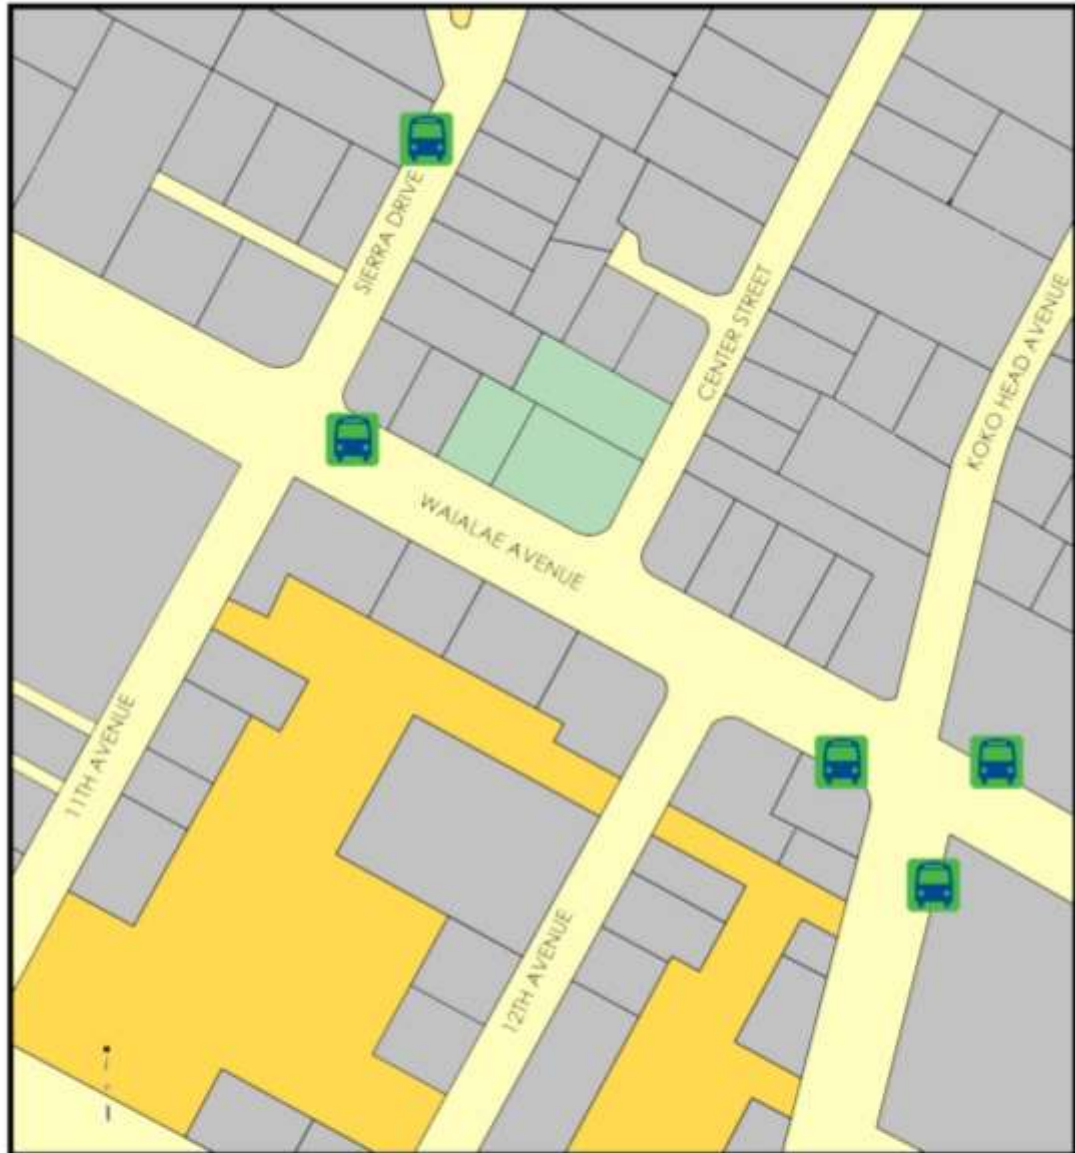 SIERRA DRIVE
CENTER STREET
KOKO HEAD AVENUE
WAIALAE AVENUE
11TH AVENUE
12TH AVENUE